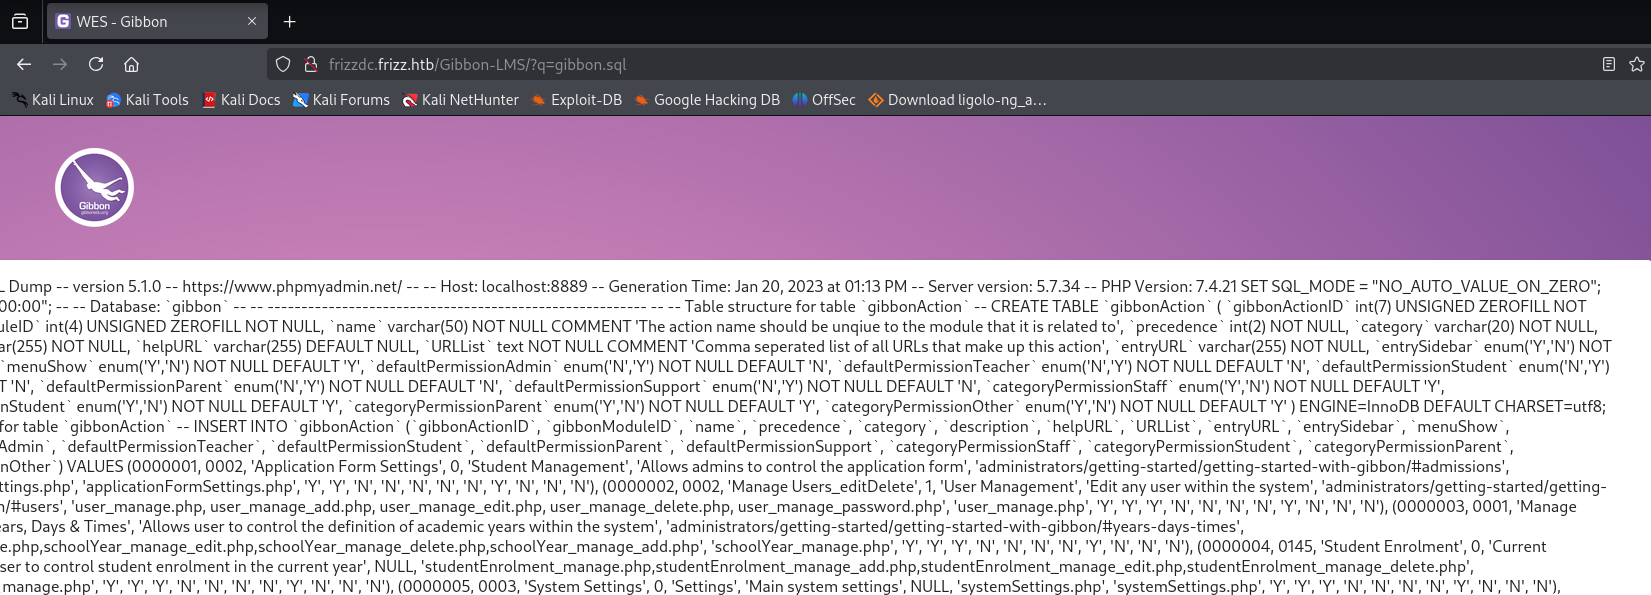 WES - Gibbon
frizzdc.frizz.htb/Gibbon-LMS/?q=gibbon.sql
Kali Linux Kali Tools Kali Docs Kali Forums Kali NetHunter Exploit-DB Google Hacking DB OffSec Download ligolo-ng_a…
Gibbon
gibbonedu.org
L Dump -- version 5.1.0 -- https://www.phpmyadmin.net/ -- -- Host: localhost:8889 -- Generation Time: Jan 20, 2023 at 01:13 PM -- Server version: 5.7.34 -- PHP Version: 7.4.21 SET SQL_MODE = "NO_AUTO_VALUE_ON_ZERO";
00:00"; -- -- Database: `gibbon` -- -- -------------------------------------------------------- -- -- Table structure for table `gibbonAction` -- CREATE TABLE `gibbonAction` ( `gibbonActionID` int(7) UNSIGNED ZEROFILL NOT
uleID` int(4) UNSIGNED ZEROFILL NOT NULL, `name` varchar(50) NOT NULL COMMENT 'The action name should be unqiue to the module that it is related to', `precedence` int(2) NOT NULL, `category` varchar(20) NOT NULL,
ar(255) NOT NULL, `helpURL` varchar(255) DEFAULT NULL, `URLList` text NOT NULL COMMENT 'Comma seperated list of all URLs that make up this action', `entryURL` varchar(255) NOT NULL, `entrySidebar` enum('Y','N') NOT
`menuShow` enum('Y','N') NOT NULL DEFAULT 'Y', `defaultPermissionAdmin` enum('N','Y') NOT NULL DEFAULT 'N', `defaultPermissionTeacher` enum('N','Y') NOT NULL DEFAULT 'N', `defaultPermissionStudent` enum('N','Y')
T 'N', `defaultPermissionParent` enum('N','Y') NOT NULL DEFAULT 'N', `defaultPermissionSupport` enum('N','Y') NOT NULL DEFAULT 'N', `categoryPermissionStaff` enum('Y','N') NOT NULL DEFAULT 'Y',
nStudent` enum('Y','N') NOT NULL DEFAULT 'Y', `categoryPermissionParent` enum('Y','N') NOT NULL DEFAULT 'Y', `categoryPermissionOther` enum('Y','N') NOT NULL DEFAULT 'Y' ) ENGINE=InnoDB DEFAULT CHARSET=utf8;
for table `gibbonAction` -- INSERT INTO `gibbonAction` (`gibbonActionID`, `gibbonModuleID`, `name`, `precedence`, `category`, `description`, `helpURL`, `URLList`, `entryURL`, `entrySidebar`, `menuShow`,
Admin`, `defaultPermissionTeacher`, `defaultPermissionStudent`, `defaultPermissionParent`, `defaultPermissionSupport`, `categoryPermissionStaff`, `categoryPermissionStudent`, `categoryPermissionParent`,
nOther`) VALUES (0000001, 0002, 'Application Form Settings', 0, 'Student Management', 'Allows admins to control the application form', 'administrators/getting-started/getting-started-with-gibbon/#admissions',
ttings.php', 'applicationFormSettings.php', 'Y', 'Y', 'N', 'N', 'N', 'N', 'Y', 'N', 'N', 'N'), (0000002, 0002, 'Manage Users_editDelete', 1, 'User Management', 'Edit any user within the system', 'administrators/getting-started/getting-
n/#users', 'user_manage.php, user_manage_add.php, user_manage_edit.php, user_manage_delete.php, user_manage_password.php', 'user_manage.php', 'Y', 'Y', 'Y', 'N', 'N', 'N', 'N', 'Y', 'N', 'N', 'N'), (0000003, 0001, 'Manage
ears, Days & Times', 'Allows user to control the definition of academic years within the system', 'administrators/getting-started/getting-started-with-gibbon/#years-days-times',
e.php,schoolYear_manage_edit.php,schoolYear_manage_delete.php,schoolYear_manage_add.php', 'schoolYear_manage.php', 'Y', 'Y', 'Y', 'N', 'N', 'N', 'N', 'Y', 'N', 'N', 'N'), (0000004, 0145, 'Student Enrolment', 0, 'Current
ser to control student enrolment in the current year', NULL, 'studentEnrolment_manage.php,studentEnrolment_manage_add.php,studentEnrolment_manage_edit.php,studentEnrolment_manage_delete.php',
manage.php', 'Y', 'Y', 'Y', 'N', 'N', 'N', 'N', 'Y', 'N', 'N', 'N'), (0000005, 0003, 'System Settings', 0, 'Settings', 'Main system settings', NULL, 'systemSettings.php', 'systemSettings.php', 'Y', 'Y', 'Y', 'N', 'N', 'N', 'N', 'Y', 'N', 'N', 'N'),